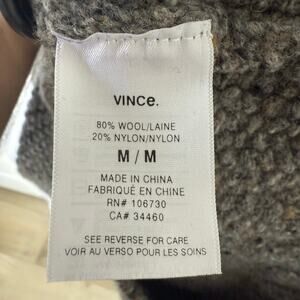 VINCE.
80% WOOL/LAINE
20% NYLON/NYLON
M / M
MADE IN CHINA
FABRIQUÉ EN CHINE
RN# 106730
CA# 34460
SEE REVERSE FOR CARE
VOIR AU VERSO POUR LES SOINS